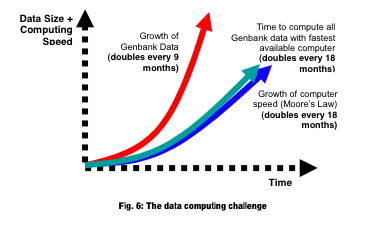 Data Size +
Computing
Speed
Growth of
Genbank Data
(doubles every 9
months)
Time to compute all
Genbank data with fastest
available computer
(doubles every 18
months)
Growth of computer
speed (Moore's Law)
(doubles every 18
months)
Time
Fig. 6: The data computing challenge